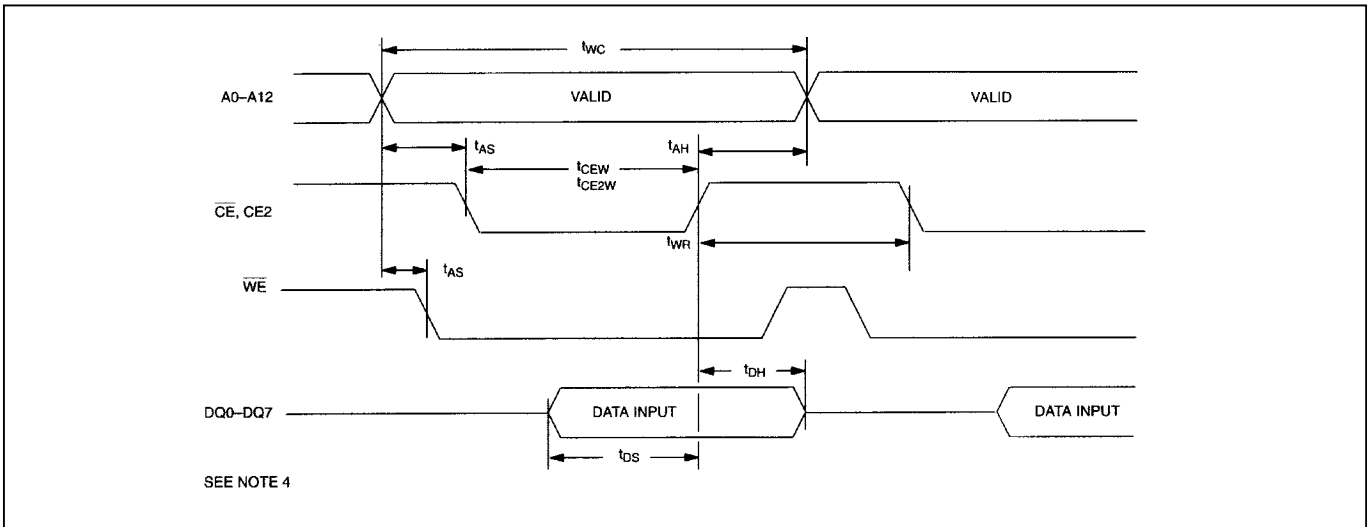 tWC
A0–A12
VALID
VALID
tAS
tAH
tCEW
tCE2W
CE, CE2
tWR
tAS
WE
tDH
DQ0–DQ7
DATA INPUT
DATA INPUT
tDS
SEE NOTE 4